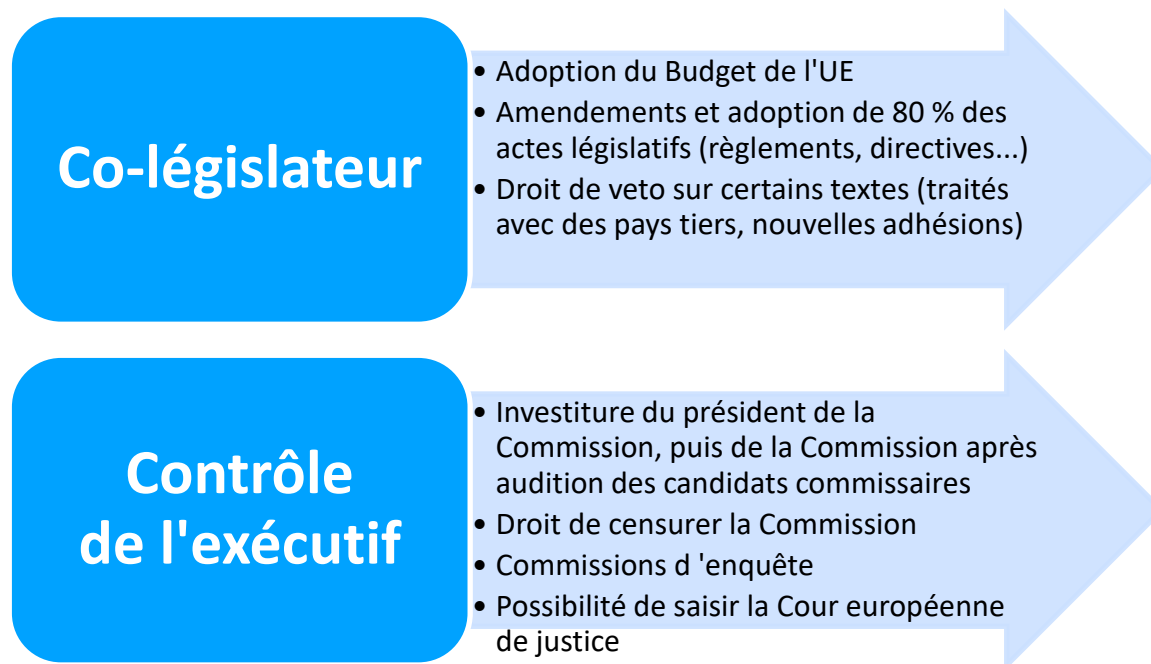 Co-législateur
• Adoption du Budget de l'UE
• Amendements et adoption de 80 % des
actes législatifs (règlements, directives...)
• Droit de veto sur certains textes (traités
avec des pays tiers, nouvelles adhésions)
Contrôle
de l'exécutif
• Investiture du président de la
Commission, puis de la Commission après
audition des candidats commissaires
• Droit de censurer la Commission
• Commissions d 'enquête
• Possibilité de saisir la Cour européenne
de justice